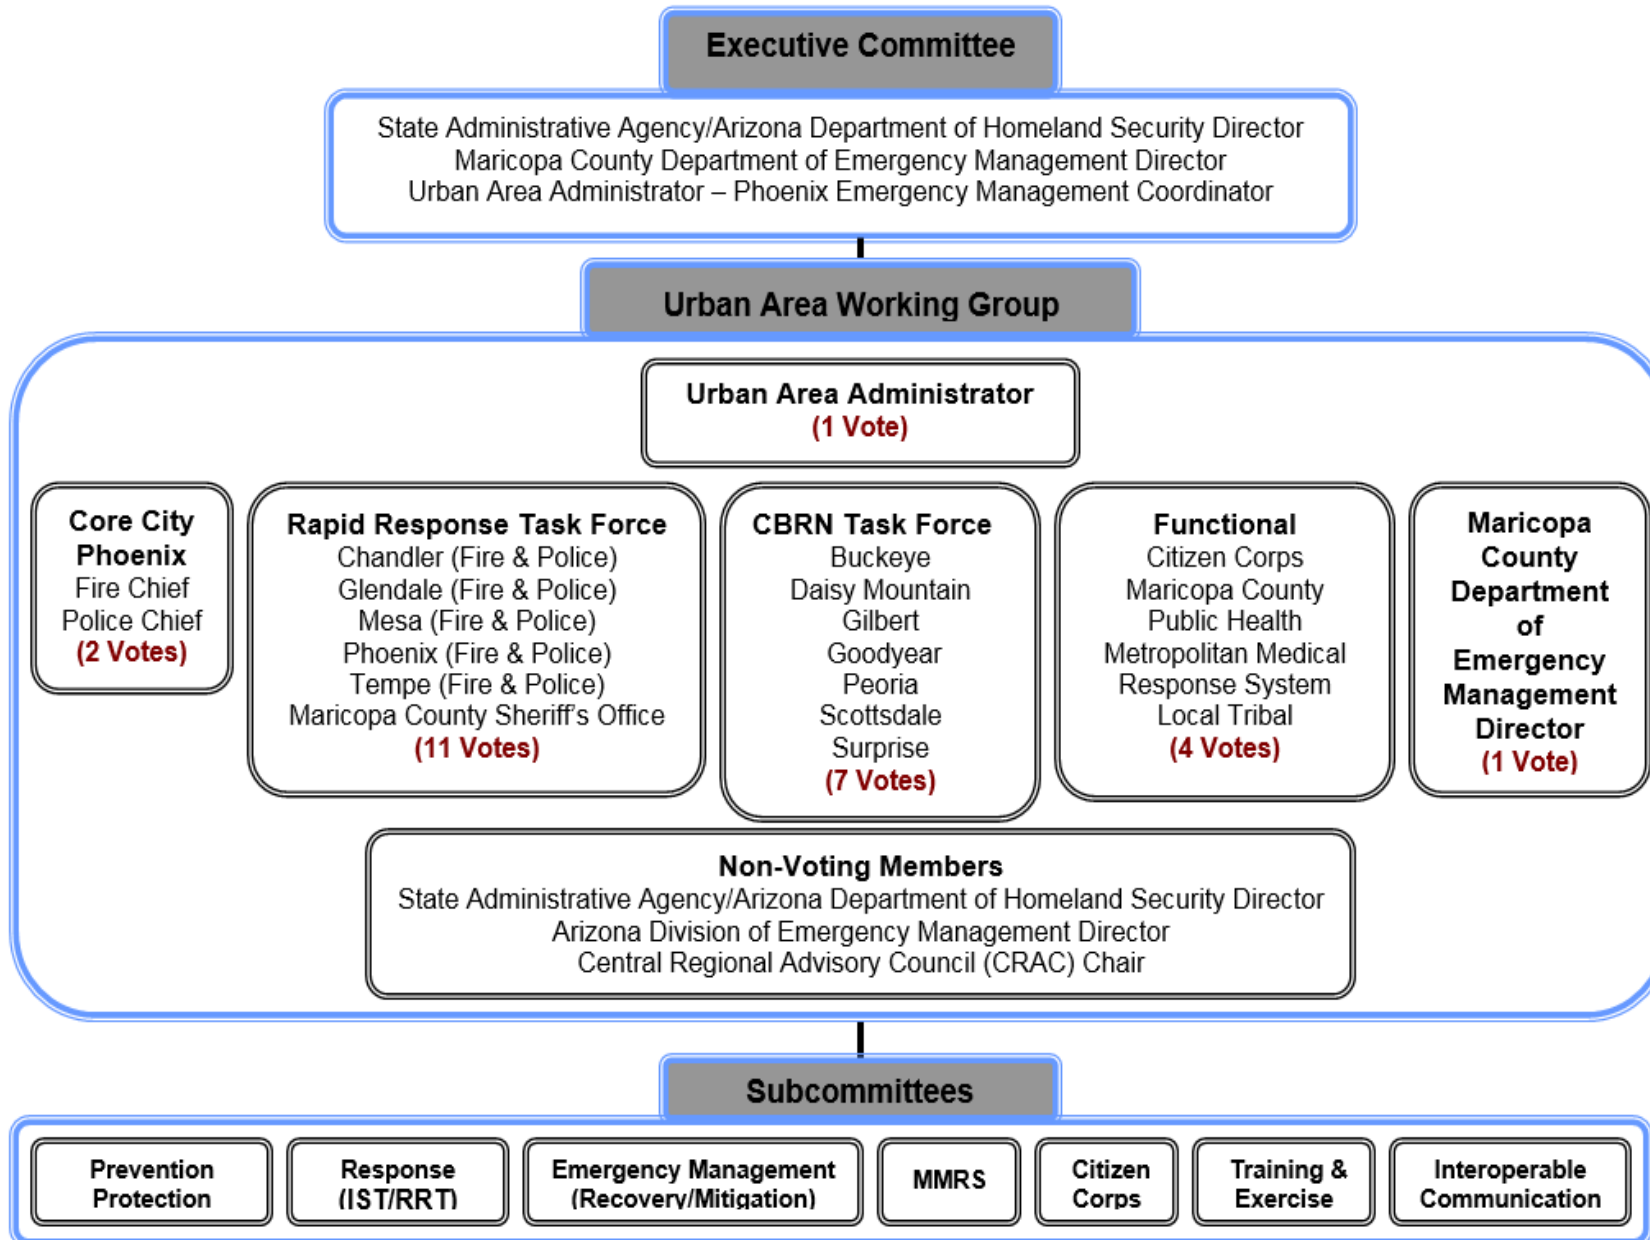 Executive Committee
State Administrative Agency/Arizona Department of Homeland Security Director
Maricopa County Department of Emergency Management Director
Urban Area Administrator – Phoenix Emergency Management Coordinator
Urban Area Working Group
Urban Area Administrator
(1 Vote)
Core City
Phoenix
Fire Chief
Police Chief
(2 Votes)
Rapid Response Task Force
Chandler (Fire & Police)
Glendale (Fire & Police)
Mesa (Fire & Police)
Phoenix (Fire & Police)
Tempe (Fire & Police)
Maricopa County Sheriff's Office
(11 Votes)
CBRN Task Force
Buckeye
Daisy Mountain
Gilbert
Goodyear
Peoria
Scottsdale
Surprise
(7 Votes)
Functional
Citizen Corps
Maricopa County
Public Health
Metropolitan Medical
Response System
Local Tribal
(4 Votes)
Maricopa
County
Department
of
Emergency
Management
Director
(1 Vote)
Non-Voting Members
State Administrative Agency/Arizona Department of Homeland Security Director
Arizona Division of Emergency Management Director
Central Regional Advisory Council (CRAC) Chair
Subcommittees
Prevention
Protection
Response
(IST/RRT)
Emergency Management
(Recovery/Mitigation)
MMRS
Citizen
Corps
Training &
Exercise
Interoperable
Communication